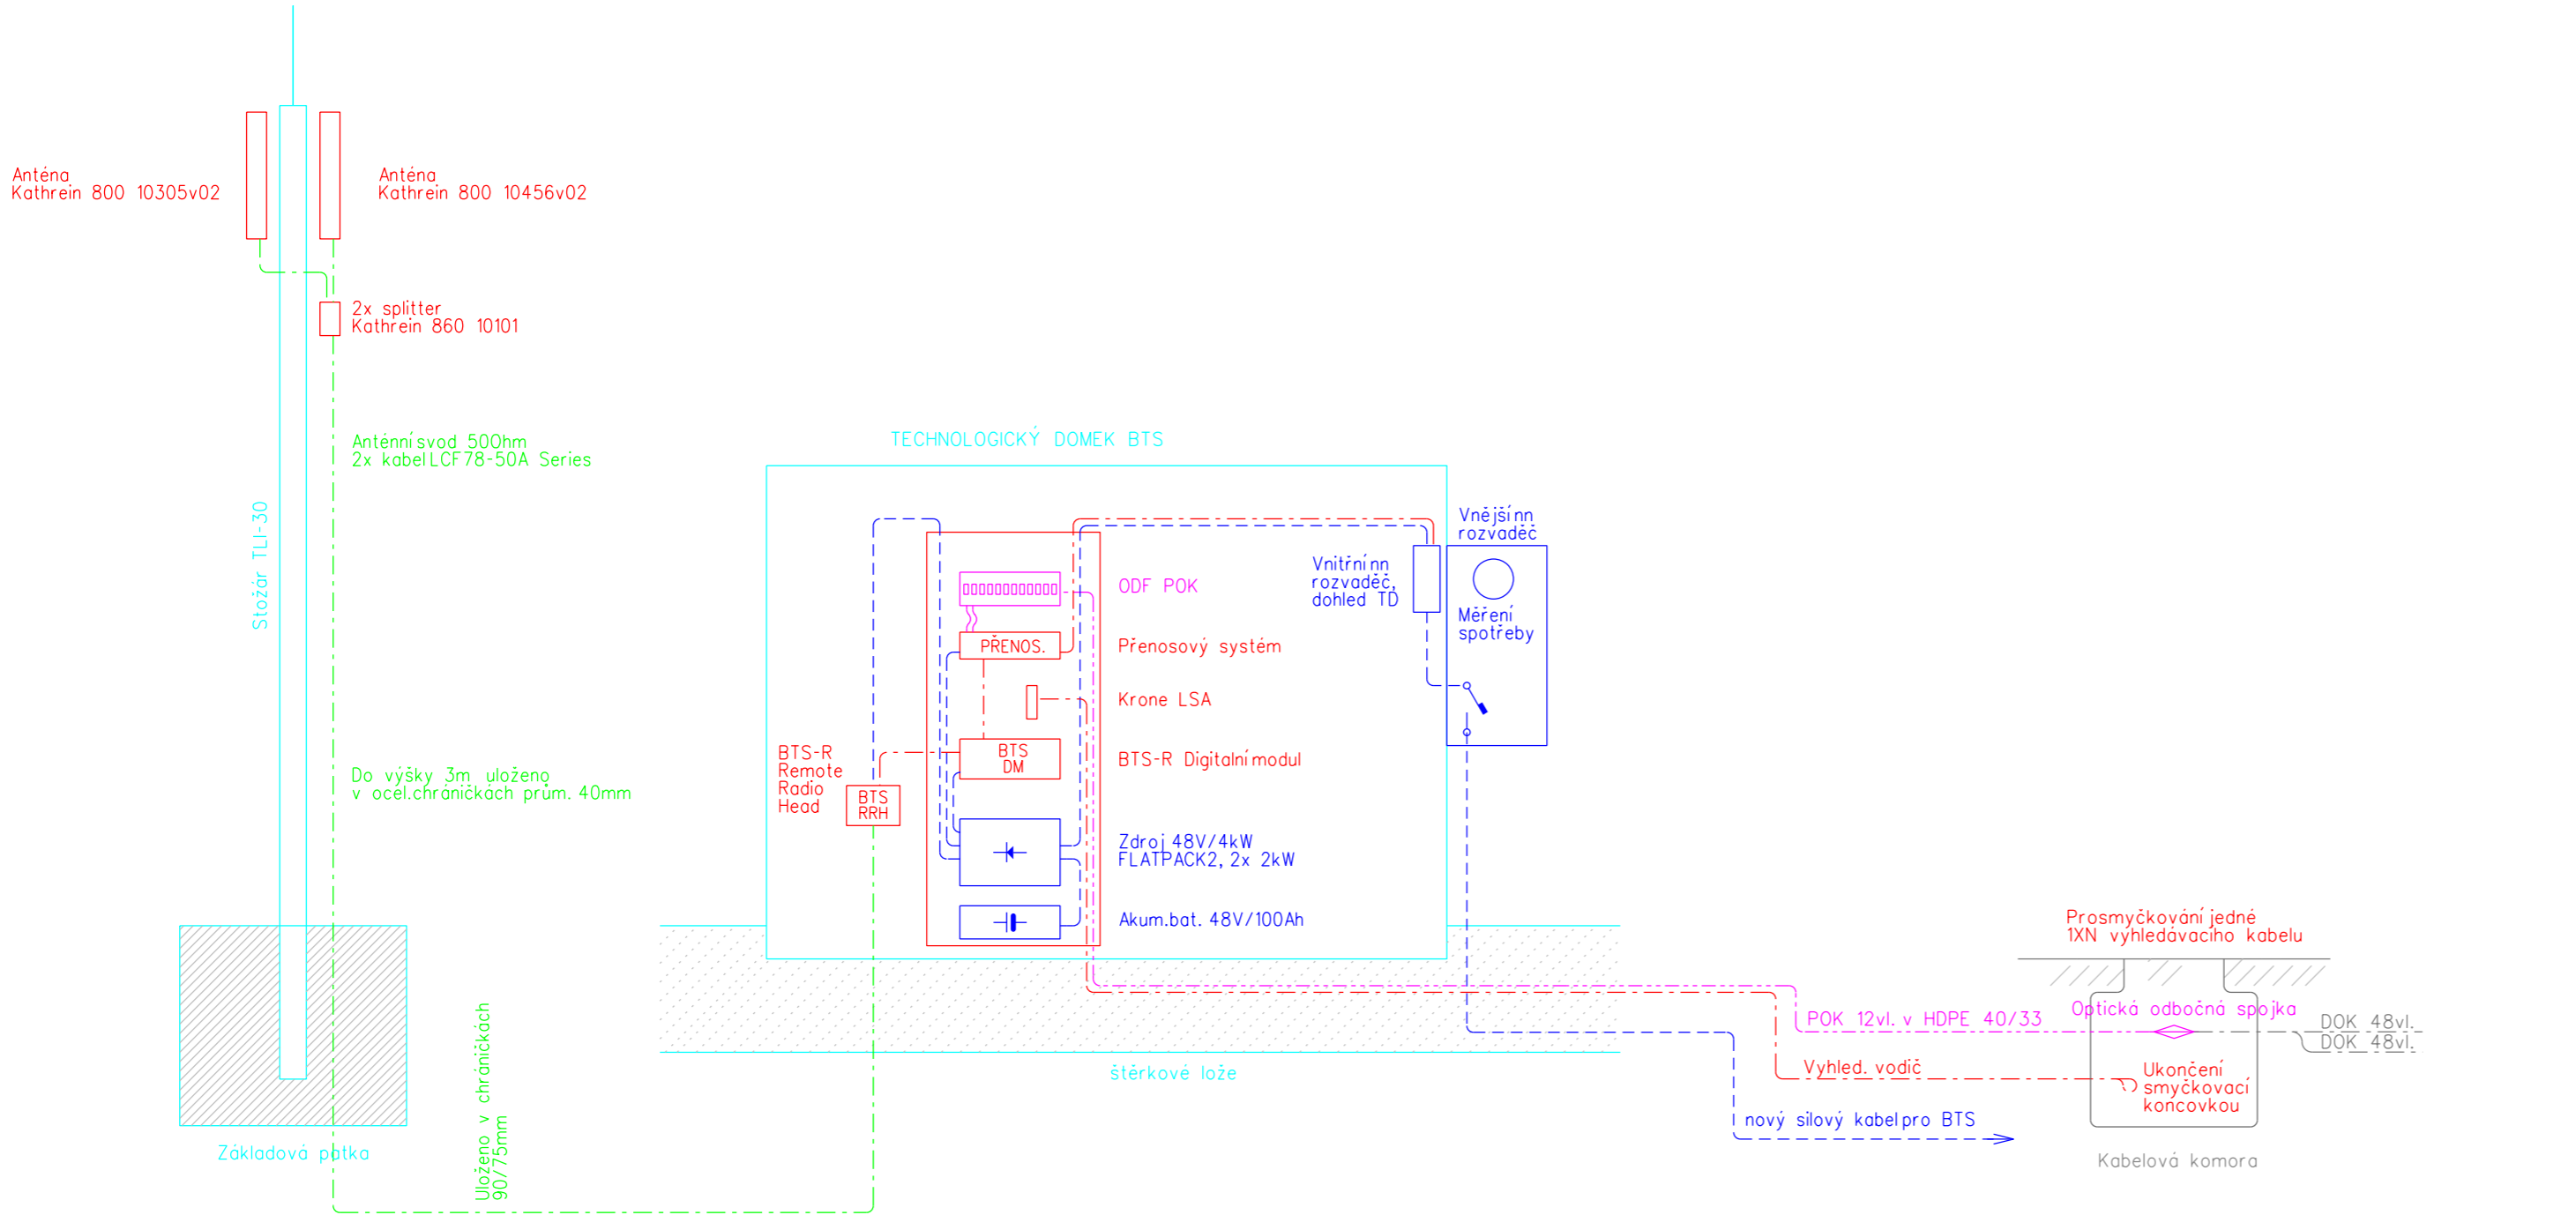 Anténa
Kathrein 800 10305v02
Anténa
Kathrein 800 10456v02
2x splitter
Kathrein 860 10101
Anténní svod 50Ohm
2x kabel LCF78-50A Series
Stožár TLI-30
Do výšky 3m uloženo
v ocel.chráničkách prům. 40mm
Uloženo v chráničkách
90/75mm
Základová patka
TECHNOLOGICKÝ DOMEK BTS
ODF POK
PŘENOS.
Přenosový systém
Krone LSA
BTS-R
Remote
Radio
Head
BTS
RRH
BTS
DM
BTS-R Digitalní modul
Zdroj 48V/4kW
FLATPACK2, 2x 2kW
Akum.bat. 48V/100Ah
Vnitřní nn
rozvaděč,
dohled TD
Vnější nn
rozvaděč
Měření
spotřeby
štěrkové lože
Prosmyčkování jedné
1XN vyhledávacího kabelu
Optická odbočná spojka
POK 12vl. v HDPE 40/33
DOK 48vl.
DOK 48vl.
Vyhled. vodič
Ukončení
smyčkovací
koncovkou
nový silový kabel pro BTS
Kabelová komora